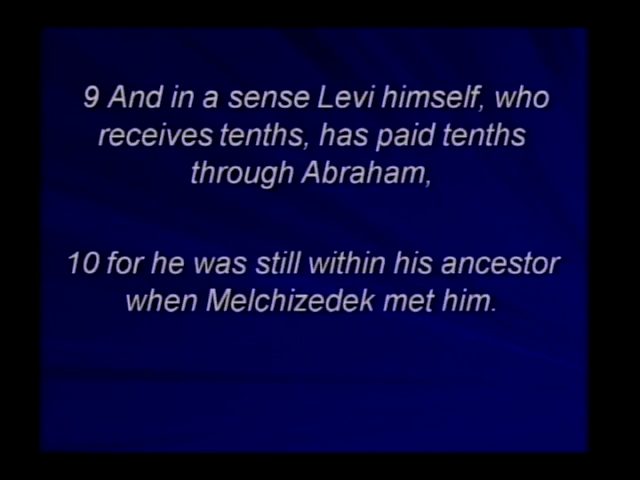 9 And in a sense Levi himself, who
receives tenths, has paid tenths
through Abraham,
10 for he was still within his ancestor
when Melchizedek met him.